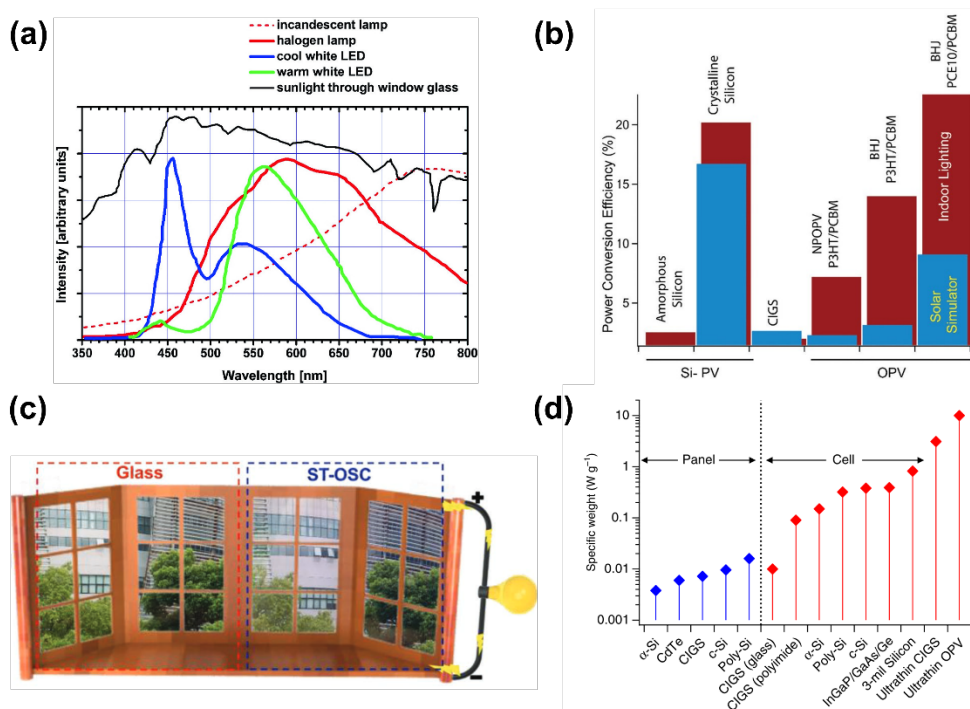 (a)
incandescent lamp
halogen lamp
cool white LED
warm white LED
sunlight through window glass
Intensity [arbitrary units]
350 400 450 500 550 600 650 700 750 800
Wavelength [nm]
(b)
Power Conversion Efficiency (%)
20
15
10
5
Amorphous
Silicon
Crystalline
Silicon
CIGS
NPOPV
P3HT/PCBM
BHJ
P3HT/PCBM
BHJ
PCE10/PCBM
Indoor Lighting
Solar
Simulator
Si- PV
OPV
(c)
Glass
ST-OSC
+
−
(d)
Specific weight (W g⁻¹)
10
1
0.1
0.01
0.001
Panel
Cell
α-Si
CdTe
CIGS
c-Si
Poly-Si
CIGS (glass)
CIGS (polyimide)
α-Si
Poly-Si
c-Si
InGaP/GaAs/Ge
3-mil Silicon
Ultrathin CIGS
Ultrathin OPV